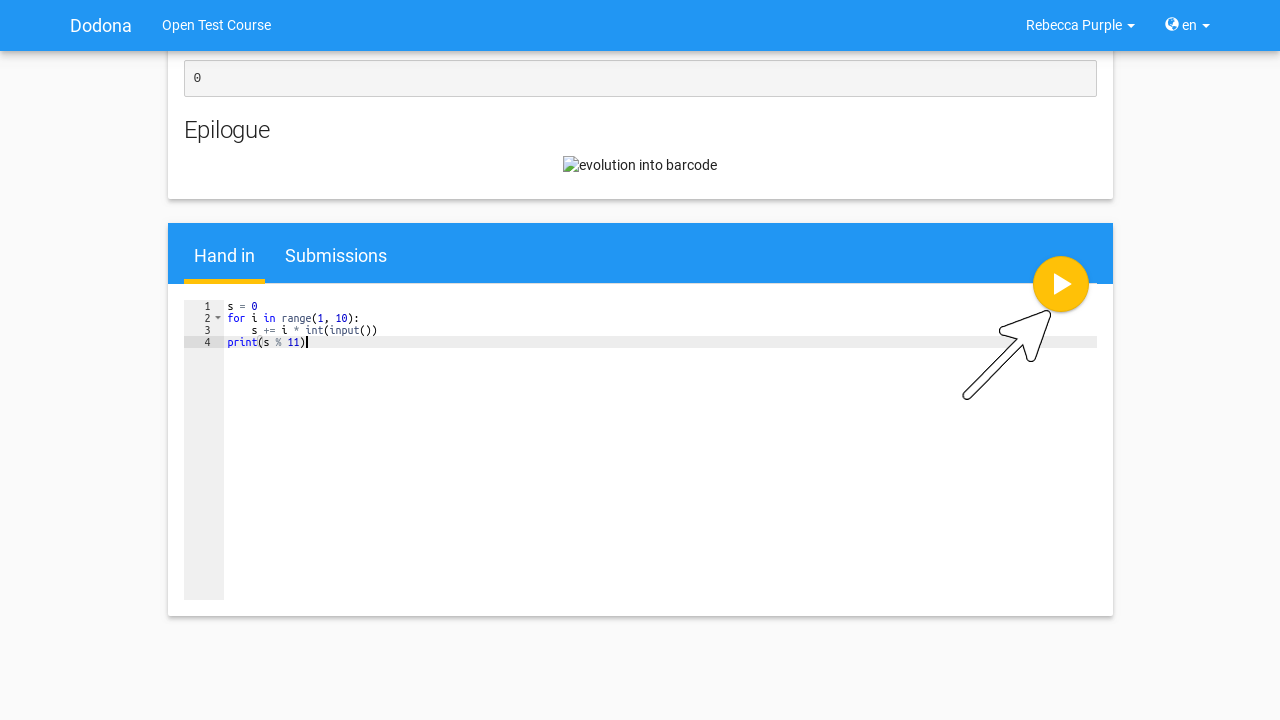 Dodona
Open Test Course
Rebecca Purple
en
0
Epilogue
evolution into barcode
Hand in
Submissions
1 s = 0
2 for i in range(1, 10):
3 s += i * int(input())
4 print(s % 11)